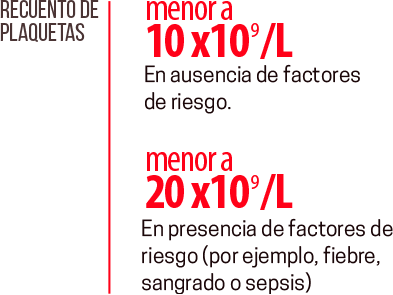 RECUENTO DE
PLAQUETAS
menor a
10 x10⁹/L
En ausencia de factores
de riesgo.
menor a
20 x10⁹/L
En presencia de factores de
riesgo (por ejemplo, fiebre,
sangrado o sepsis)